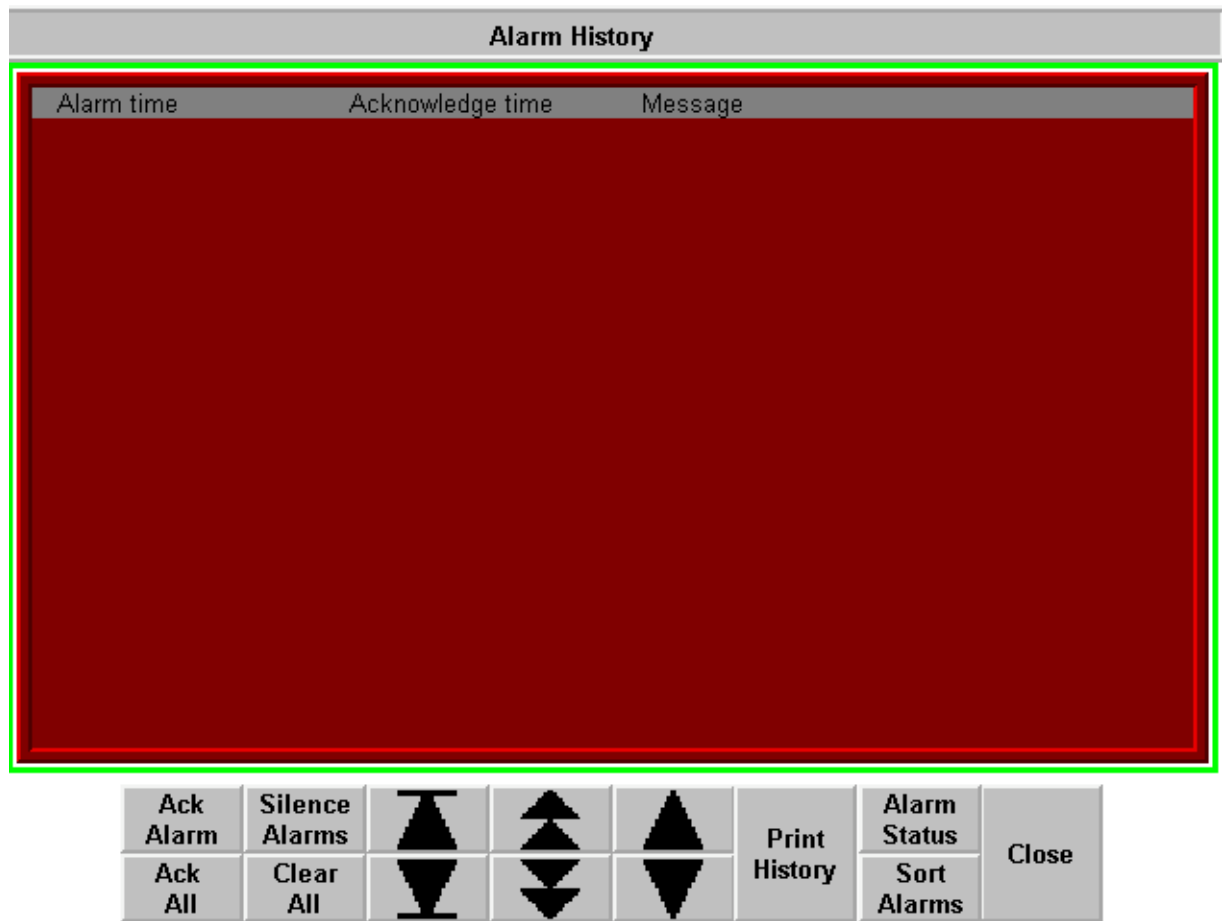 Alarm History
Alarm time Acknowledge time Message
Ack
Alarm
Silence
Alarms
Ack
All
Clear
All
Print
History
Alarm
Status
Sort
Alarms
Close